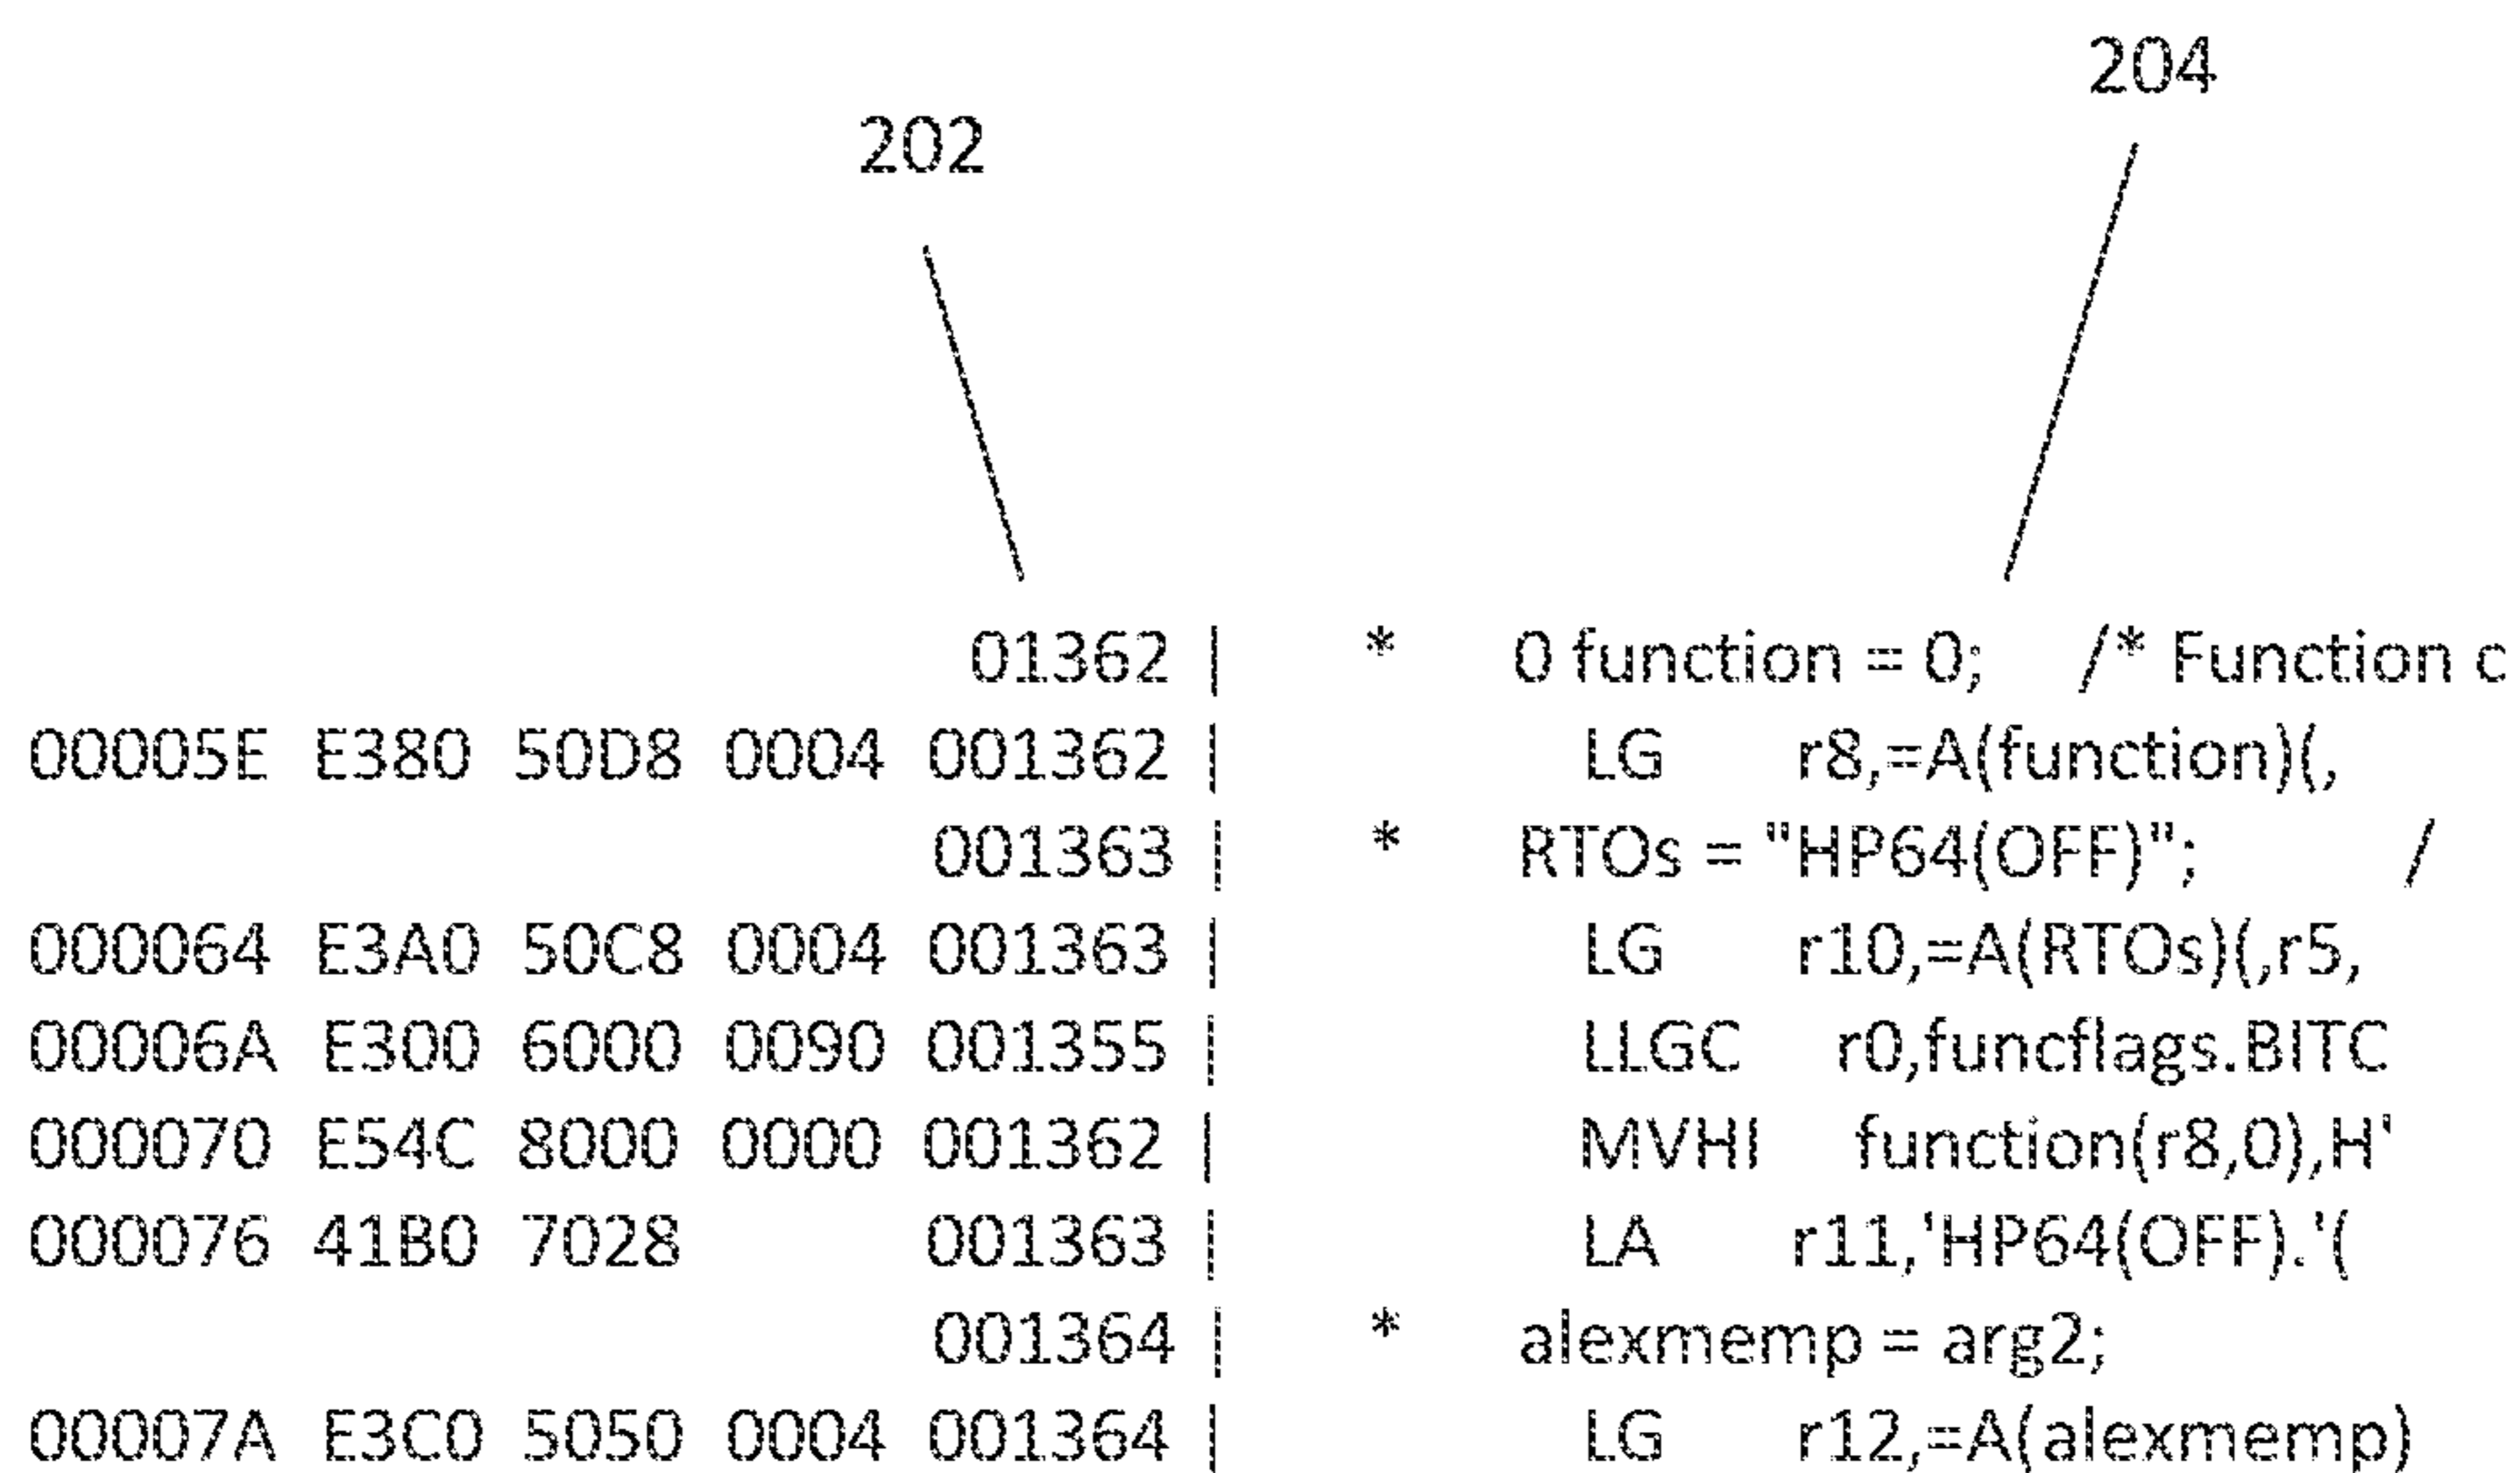 204
202
01362 | * 0 function = 0; /* Function c
00005E E380 50D8 0004 001362 | LG r8,=A(function)(,
001363 | * RTOs = "HP64(OFF)"; /
000064 E3A0 50C8 0004 001363 | LG r10,=A(RTOs)(,r5,
00006A E300 6000 0090 001355 | LLGC r0,funcflags.BITC
000070 E54C 8000 0000 001362 | MVHI function(r8,0),H'
000076 41B0 7028 001363 | LA r11,'HP64(OFF).'(
001364 | * alexmemp = arg2;
00007A E3C0 5050 0004 001364 | LG r12,=A(alexmemp)